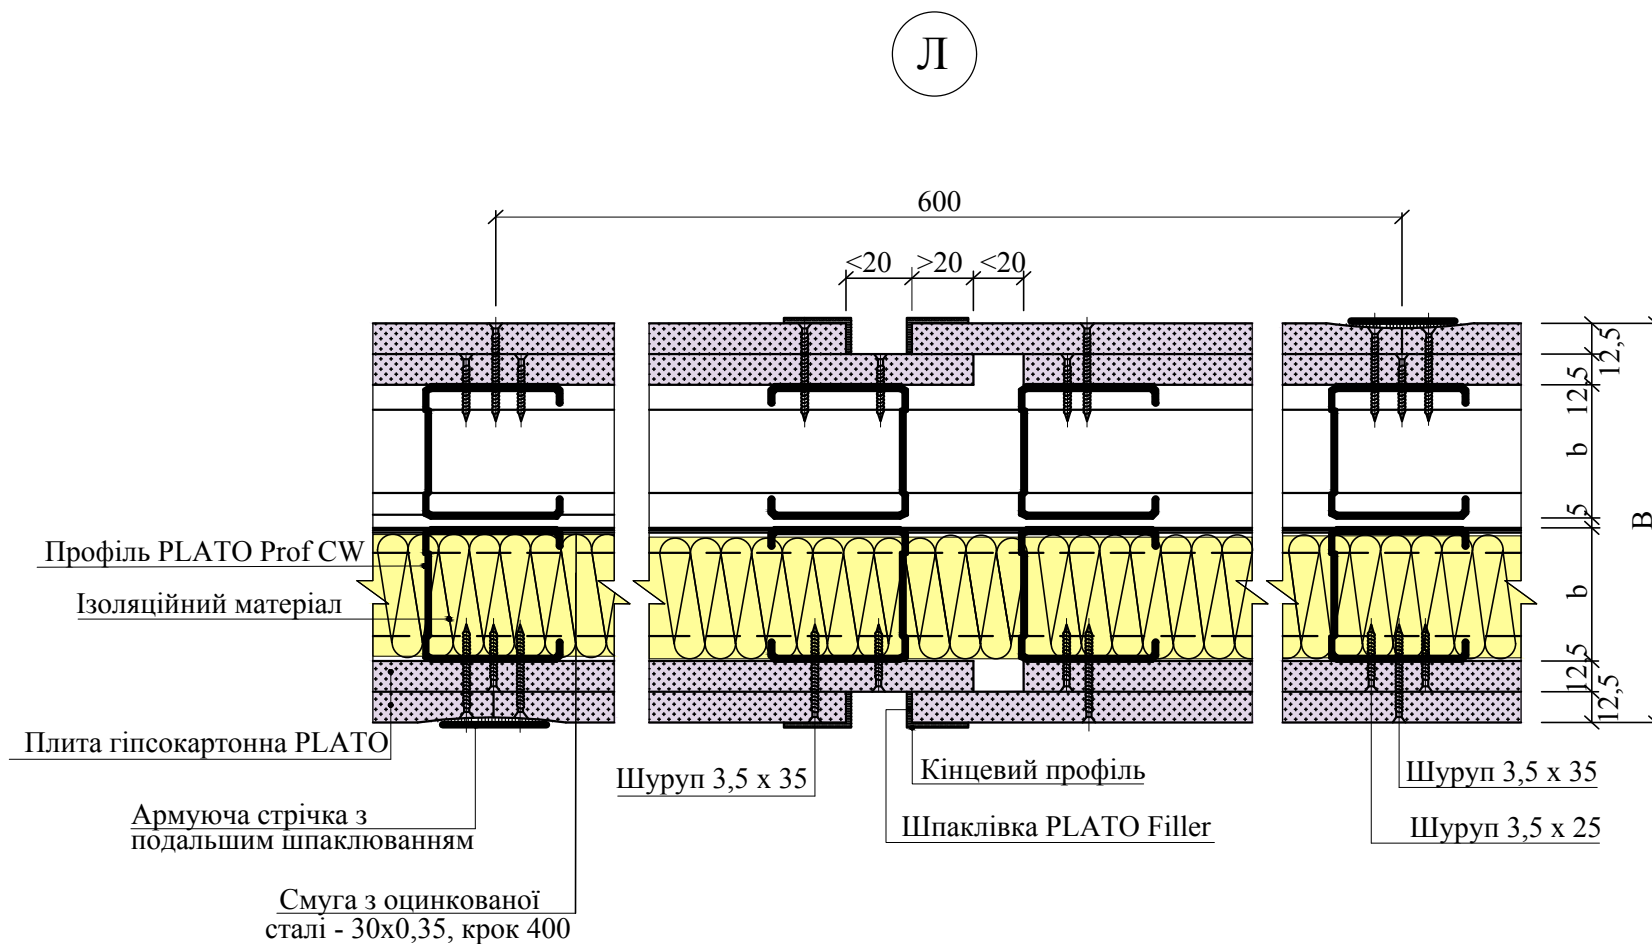 Л
600
<20 >20 <20
12,5
12,5
b
5
b
12,5
12,5
B
Профіль PLATO Prof CW
Ізоляційний матеріал
Плита гіпсокартонна PLATO
Армуюча стрічка з
подальшим шпаклюванням
Смуга з оцинкованої
сталі - 30х0,35, крок 400
Шуруп 3,5 х 35
Кінцевий профіль
Шпаклівка PLATO Filler
Шуруп 3,5 х 35
Шуруп 3,5 х 25